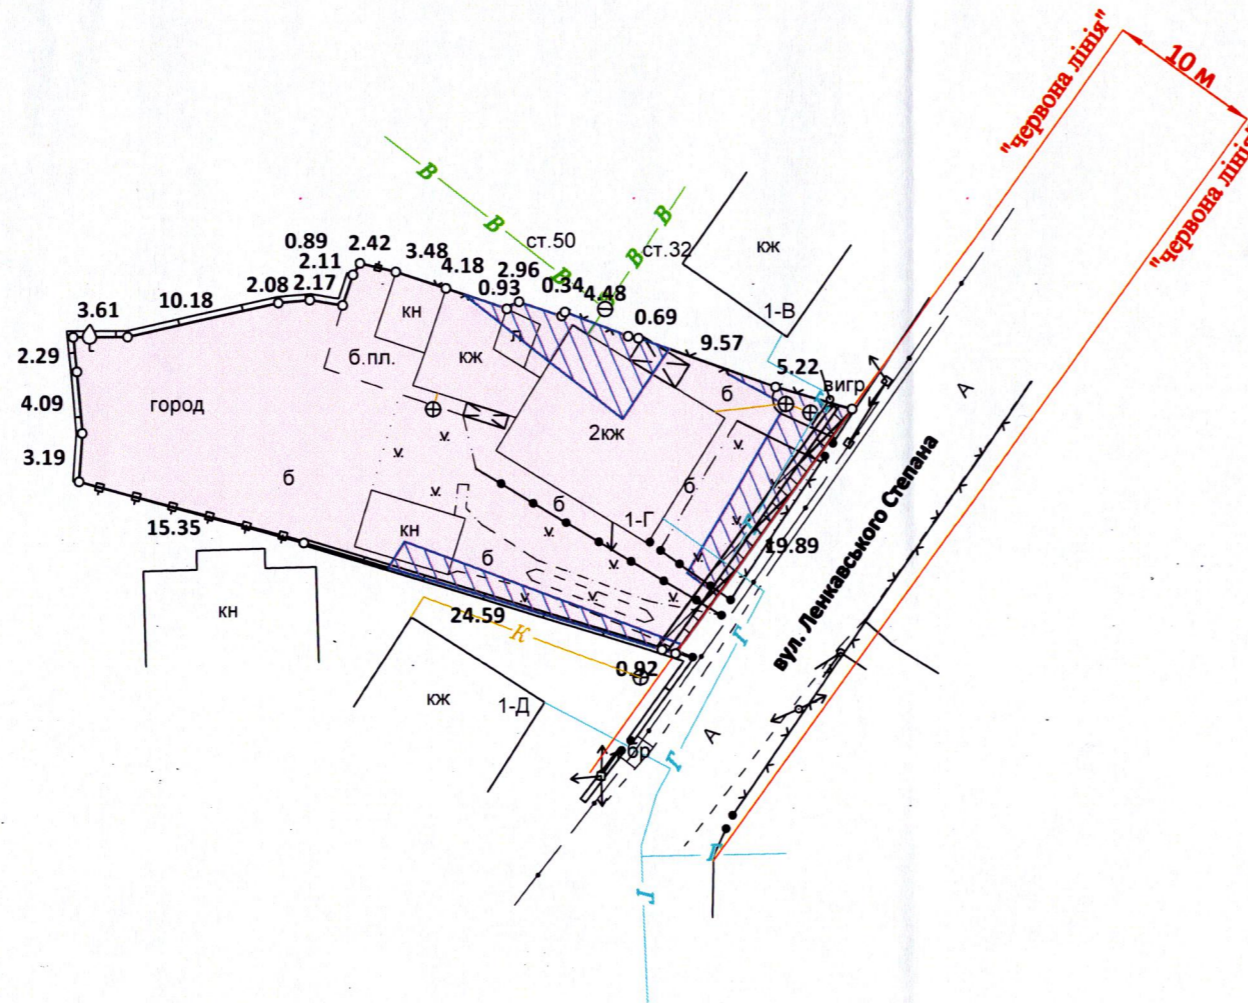 "червона лінія"
10 м
"червона лінія"
В
В
В
В
В
ст.50
ст.32
кж
1-В
0.89
2.42
2.11
3.48
4.18
2.96
0.93
0.34
4.48
0.69
9.57
5.22
2.08
2.17
10.18
3.61
2.29
4.09
3.19
15.35
24.59
0.92
19.89
кн
кж
л
б.пл.
город
2кж
б
вигр.
б
б
б
1-Г
кн
б
кн
К
кж
1-Д
бр
А
А
вул. Ленкавського Степана
Г
Г
Г
Г
Г
Г